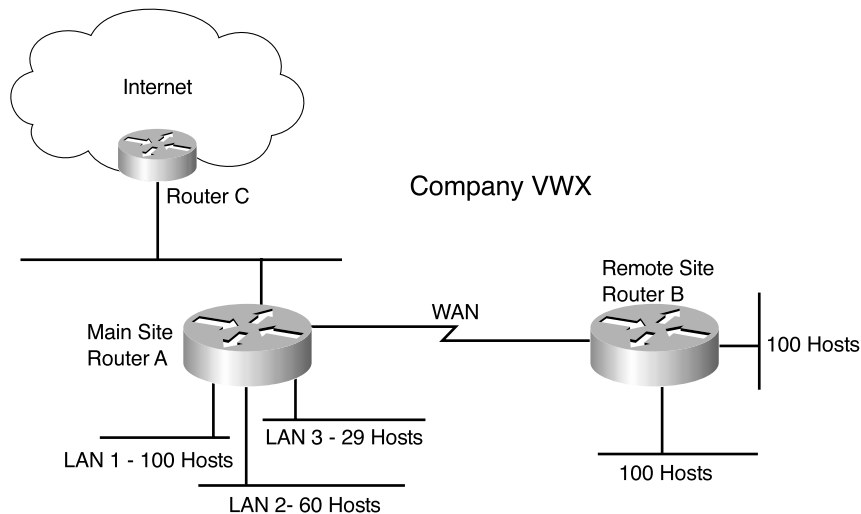 Internet
Router C
Company VWX
Remote Site
Router B
WAN
Main Site
Router A
100 Hosts
LAN 3 - 29 Hosts
LAN 1 - 100 Hosts
100 Hosts
LAN 2- 60 Hosts